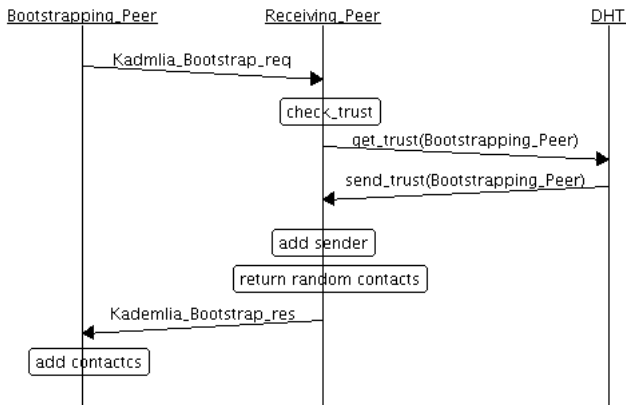 Bootstrapping_Peer Receiving_Peer DHT
Kadmlia_Bootstrap_req
check_trust
get_trust(Bootstrapping_Peer)
send_trust(Bootstrapping_Peer)
add sender
return random contacts
Kademlia_Bootstrap_res
add contactcs